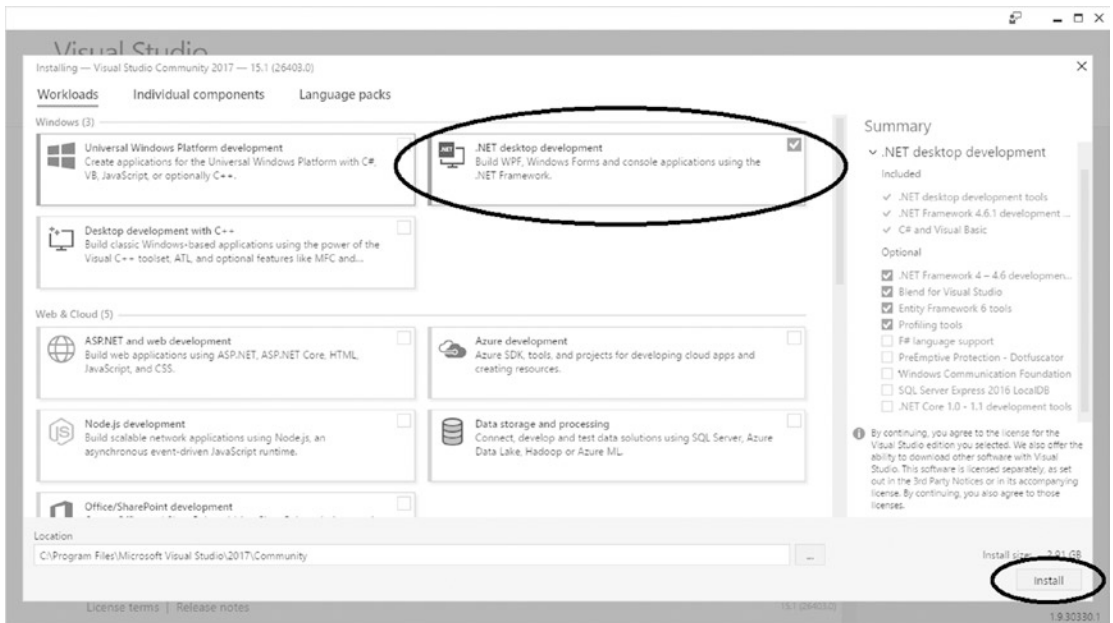 Visual Studio
Installing — Visual Studio Community 2017 — 15.1 (26403.0)
Workloads Individual components Language packs
Windows (3)
Universal Windows Platform development
Create applications for the Universal Windows Platform with C#,
VB, JavaScript, or optionally C++.
.NET
.NET desktop development
Build WPF, Windows Forms and console applications using the
.NET Framework.
Desktop development with C++
Build classic Windows-based applications using the power of the
Visual C++ toolset, ATL, and optional features like MFC and...
Web & Cloud (5)
ASP.NET and web development
Build web applications using ASP.NET, ASP.NET Core, HTML,
JavaScript, and CSS.
Azure development
Azure SDK, tools, and projects for developing cloud apps and
creating resources.
Node.js development
Build scalable network applications using Node.js, an
asynchronous event-driven JavaScript runtime.
Data storage and processing
Connect, develop and test data solutions using SQL Server, Azure
Data Lake, Hadoop or Azure ML.
Office/SharePoint development
Summary
.NET desktop development
Included
.NET desktop development tools
.NET Framework 4.6.1 development ...
C# and Visual Basic
Optional
.NET Framework 4 – 4.6 developmen...
Blend for Visual Studio
Entity Framework 6 tools
Profiling tools
F# language support
PreEmptive Protection - Dotfuscator
Windows Communication Foundation
SQL Server Express 2016 LocalDB
.NET Core 1.0 - 1.1 development tools
By continuing, you agree to the license for the
Visual Studio edition you selected. We also offer the
ability to download other software with Visual
Studio. This software is licensed separately, as set
out in the 3rd Party Notices or in its accompanying
license. By continuing, you also agree to those
licenses.
Location
C:\Program Files\Microsoft Visual Studio\2017\Community
...
Install size: 2.91 GB
Install
License terms | Release notes
15.1 (26403.0)
1.9.30330.1